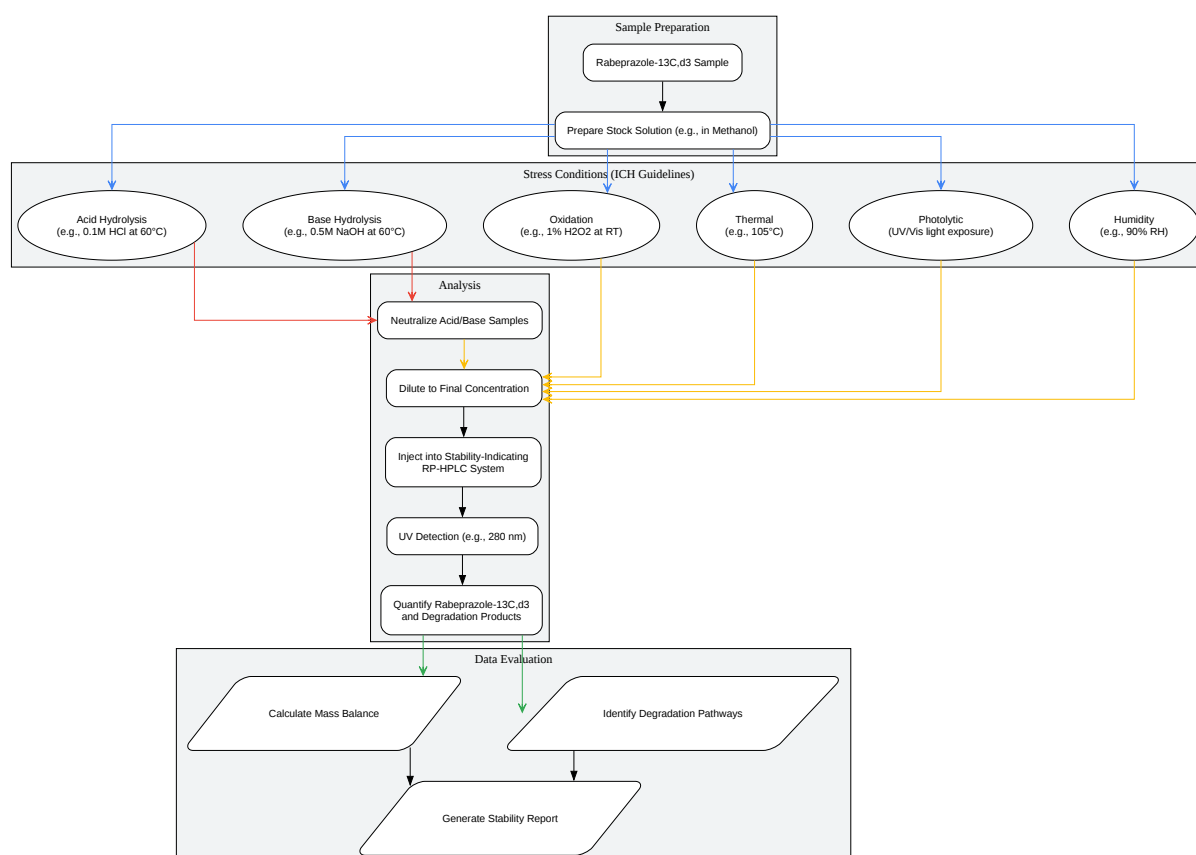 Sample Preparation
Rabeprazole-13C,d3 Sample
Prepare Stock Solution (e.g., in Methanol)
Stress Conditions (ICH Guidelines)
Acid Hydrolysis
(e.g., 0.1M HCl at 60°C)
Base Hydrolysis
(e.g., 0.5M NaOH at 60°C)
Oxidation
(e.g., 1% H2O2 at RT)
Thermal
(e.g., 105°C)
Photolytic
(UV/Vis light exposure)
Humidity
(e.g., 90% RH)
Analysis
Neutralize Acid/Base Samples
Dilute to Final Concentration
Inject into Stability-Indicating
RP-HPLC System
UV Detection (e.g., 280 nm)
Quantify Rabeprazole-13C,d3
and Degradation Products
Data Evaluation
Calculate Mass Balance
Identify Degradation Pathways
Generate Stability Report